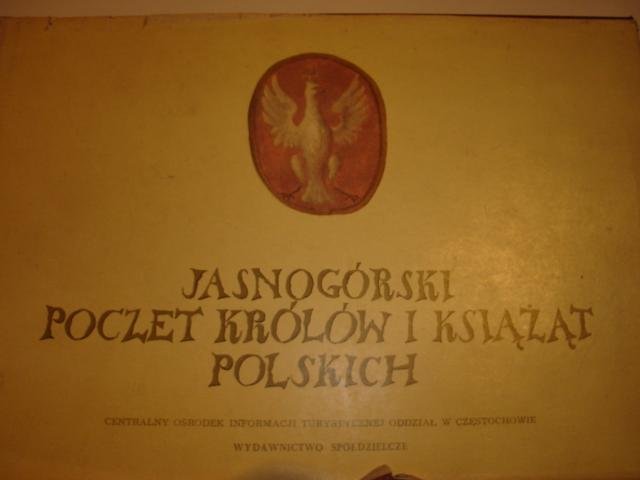 JASNOGÓRSKI
POCZET KRÓLÓW I KSIĄŻĄT
POLSKICH
CENTRALNY OŚRODEK INFORMACJI TURYSTYCZNEJ ODDZIAŁ W CZĘSTOCHOWIE
WYDAWNICTWO SPÓŁDZIELCZE